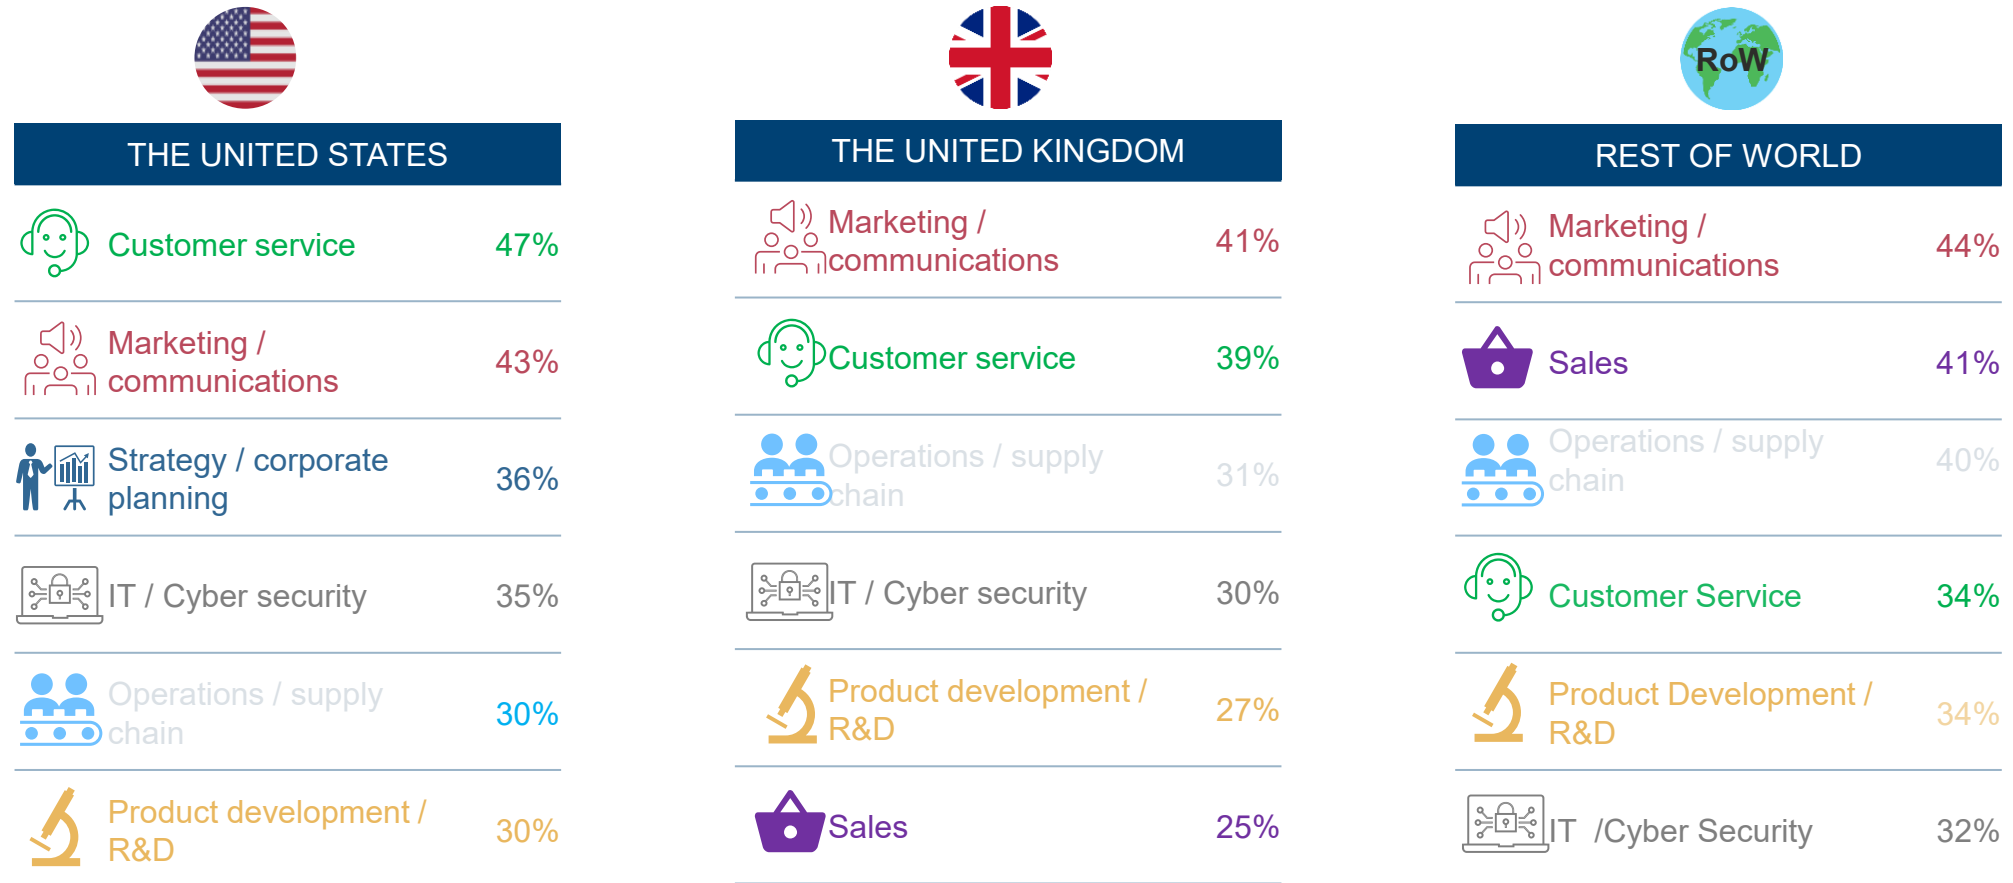 RoW
THE UNITED STATES
Customer service 47%
Marketing /
communications
43%
Strategy / corporate
planning
36%
IT / Cyber security 35%
Operations / supply
chain
30%
Product development /
R&D
30%
THE UNITED KINGDOM
Marketing /
communications
41%
Customer service 39%
Operations / supply
chain
31%
IT / Cyber security 30%
Product development /
R&D
27%
Sales 25%
REST OF WORLD
Marketing /
communications
44%
Sales 41%
Operations / supply
chain
40%
Customer Service 34%
Product Development /
R&D
34%
IT  /Cyber Security 32%